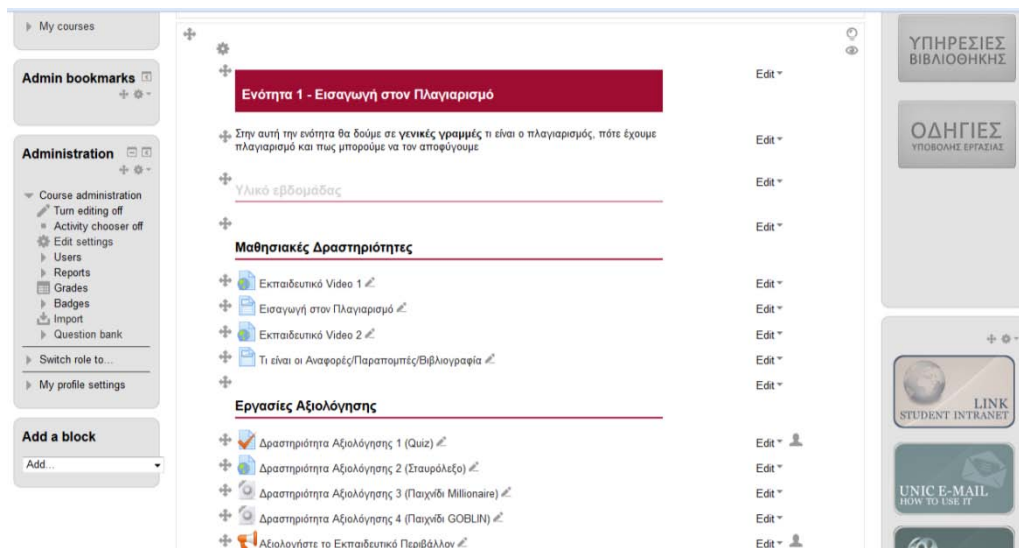 My courses
Admin bookmarks
Administration
Course administration
Turn editing off
Activity chooser off
Edit settings
Users
Reports
Grades
Badges
Import
Question bank
Switch role to...
My profile settings
Add a block
Add...
Edit
Ενότητα 1 - Εισαγωγή στον Πλαγιαρισμό
Στην αυτή την ενότητα θα δούμε σε γενικές γραμμές τι είναι ο πλαγιαρισμός, πότε έχουμε
πλαγιαρισμό και πως μπορούμε να τον αποφύγουμε
Edit
Υλικό εβδομάδας
Edit
Edit
Μαθησιακές Δραστηριότητες
Εκπαιδευτικό Video 1
Edit
Εισαγωγή στον Πλαγιαρισμό
Edit
Εκπαιδευτικό Video 2
Edit
Τι είναι οι Αναφορές/Παραπομπές/Βιβλιογραφία
Edit
Edit
Εργασίες Αξιολόγησης
Δραστηριότητα Αξιολόγησης 1 (Quiz)
Edit
Δραστηριότητα Αξιολόγησης 2 (Σταυρόλεξο)
Edit
Δραστηριότητα Αξιολόγησης 3 (Παιχνίδι Millionaire)
Edit
Δραστηριότητα Αξιολόγησης 4 (Παιχνίδι GOBLIN)
Edit
Αξιολογήστε το Εκπαιδευτικό Περιβάλλον
Edit
ΥΠΗΡΕΣΙΕΣ
ΒΙΒΛΙΟΘΗΚΗΣ
ΟΔΗΓΙΕΣ
ΥΠΟΒΟΛΗΣ ΕΡΓΑΣΙΑΣ
LINK
STUDENT INTRANET
UNIC E-MAIL
HOW TO USE IT